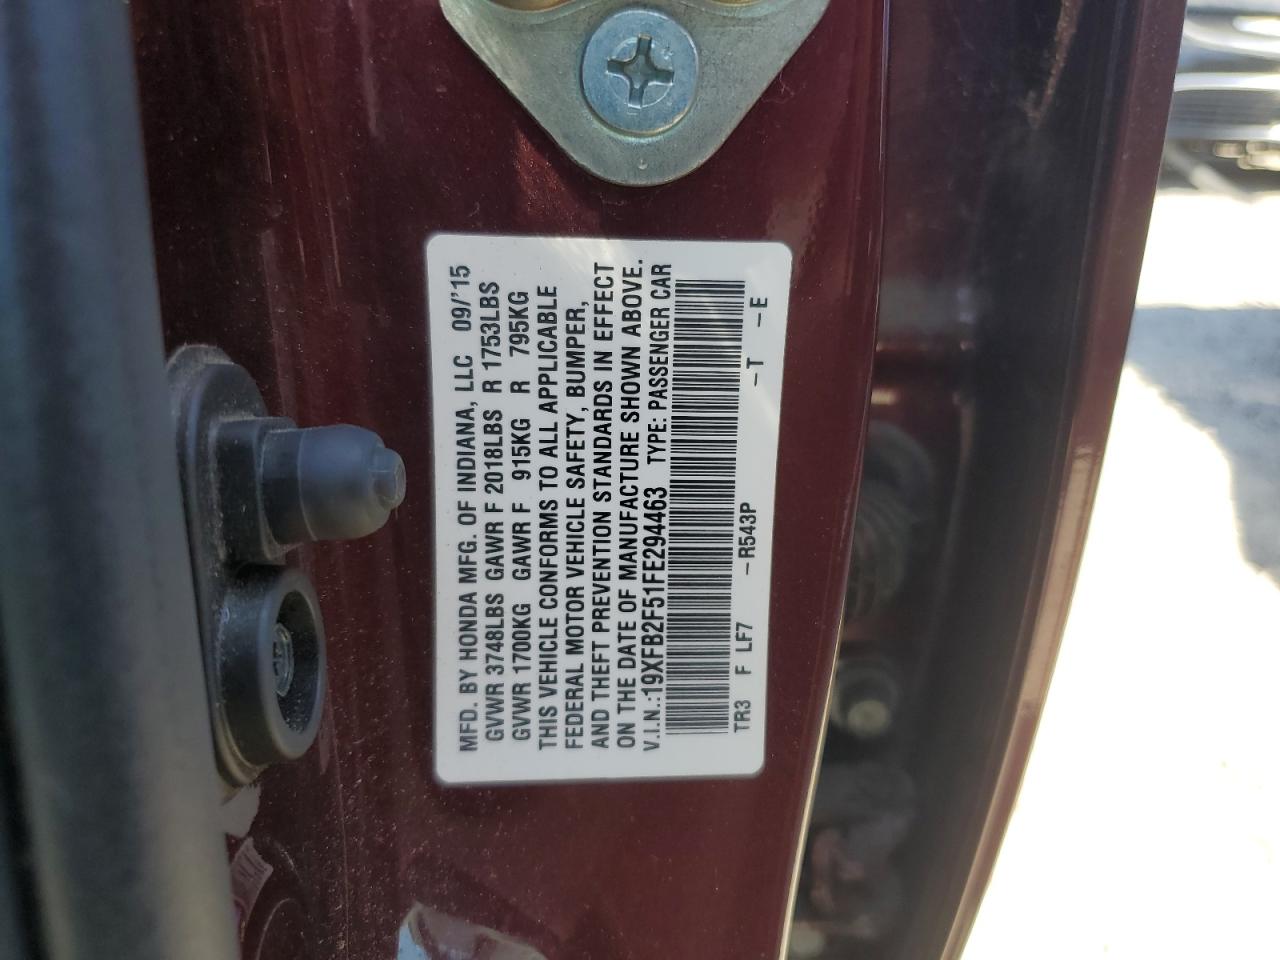 MFD. BY HONDA MFG. OF INDIANA, LLC 09/'15
GVWR 3748LBS GAWR F 2018LBS R 1753LBS
GVWR 1700KG GAWR F 915KG R 795KG
THIS VEHICLE CONFORMS TO ALL APPLICABLE
FEDERAL MOTOR VEHICLE SAFETY, BUMPER,
AND THEFT PREVENTION STANDARDS IN EFFECT
ON THE DATE OF MANUFACTURE SHOWN ABOVE.
V.I.N.:19XFB2F51FE294463 TYPE: PASSENGER CAR
TR3 F LF7 -R543P -T -E